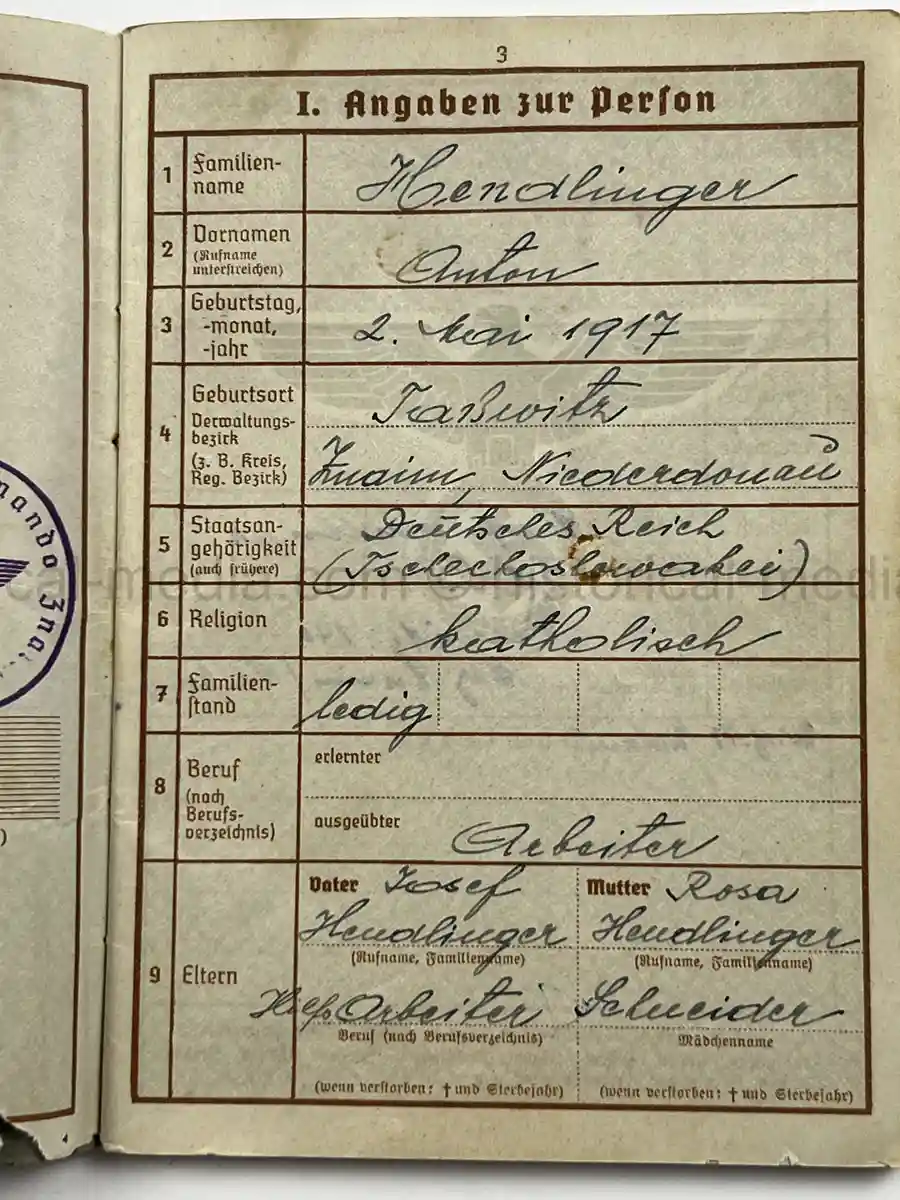 3
I. Angaben zur Person
1 Familien-
name
Hendlinger
2 Vornamen
(Rufname
unterstreichen)
Anton
3 Geburtstag,
-monat,
-jahr
2. Mai 1917
4 Geburtsort
Verwaltungs-
bezirk
(z. B. Kreis,
Reg. Bezirk)
Taßwitz
Znaim, Niederdonau
5 Staatsan-
gehörigkeit
(auch frühere)
Deutsches Reich
(Tschechoslowakei)
6 Religion
katholisch
7 Familien-
stand
ledig
8 Beruf
(nach
Berufs-
verzeichnis)
erlernter
ausgeübter
Arbeiter
9 Eltern
Vater Josef
Hendlinger
(Rufname, Familienname)
Hilfs Arbeiter
Beruf (nach Berufsverzeichnis)
(wenn verstorben: † und Sterbejahr)
Mutter Rosa
Hendlinger
(Rufname, Familienname)
Schneider
Mädchenname
(wenn verstorben: † und Sterbejahr)